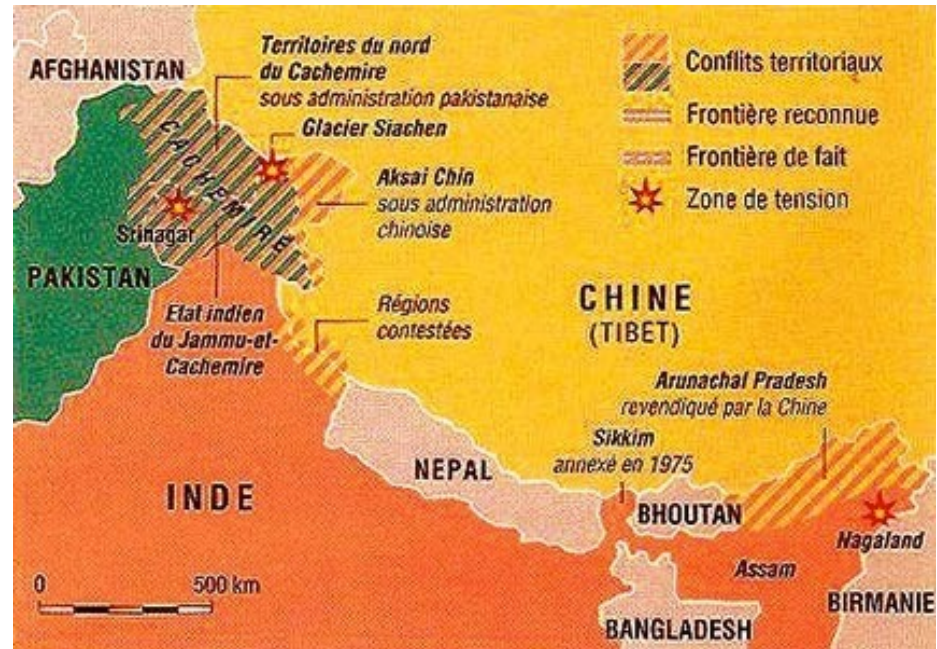 AFGHANISTAN
Territoires du nord
du Cachemire
sous administration pakistanaise
Glacier Siachen
CACHEMIRE
Aksai Chin
sous administration
chinoise
Srinagar
PAKISTAN
Etat indien
du Jammu-et-
Cachemire
Régions
contestées
CHINE
(TIBET)
Arunachal Pradesh
revendiqué par la Chine
Sikkim
annexé en 1975
NEPAL
INDE
BHOUTAN
Nagaland
Assam
BIRMANIE
BANGLADESH
0 500 km
Conflits territoriaux
Frontière reconnue
Frontière de fait
Zone de tension